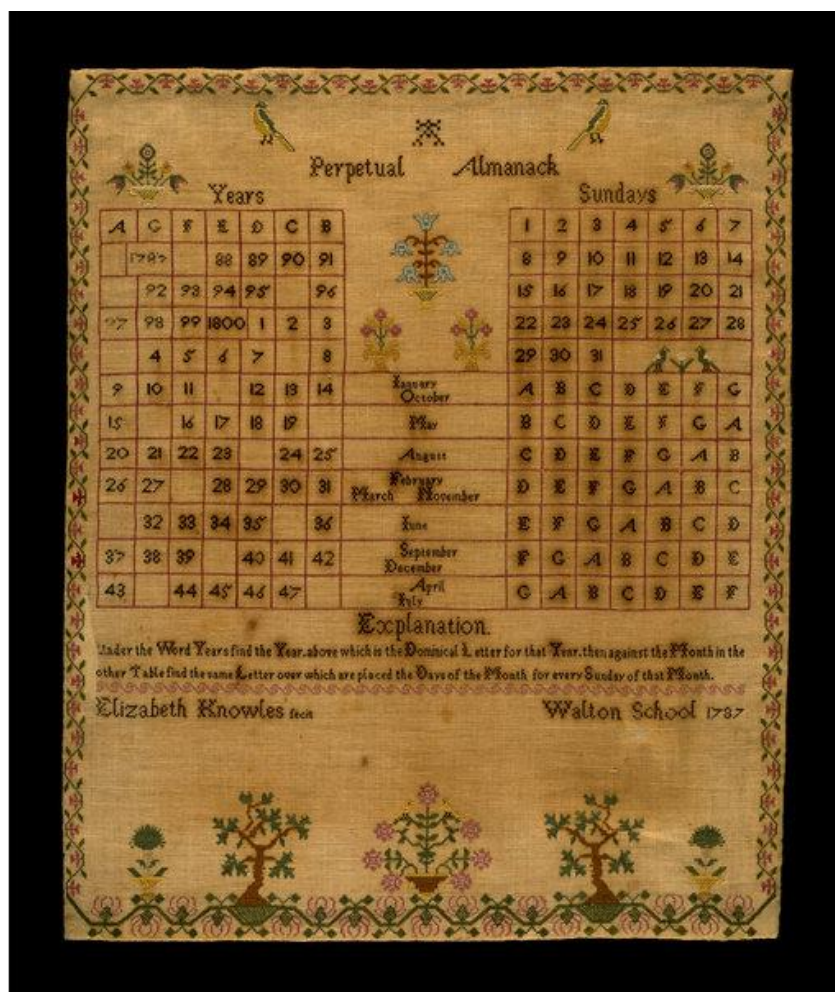 Perpetual Almanack
Years
Sundays
A G F E D C B
1 2 3 4 5 6 7
1787 88 89 90 91
8 9 10 11 12 13 14
92 93 94 95 96
15 16 17 18 19 20 21
97 98 99 1800 1 2 3
22 23 24 25 26 27 28
4 5 6 7 8
29 30 31
9 10 11 12 13 14
January
October
A B C D E F G
15 16 17 18 19
May
B C D E F G A
20 21 22 23 24 25
August
C D E F G A B
26 27 28 29 30 31
February
March November
D E F G A B C
32 33 34 35 36
June
E F G A B C D
37 38 39 40 41 42
September
December
F G A B C D E
43 44 45 46 47
April
July
G A B C D E F
Explanation.
Under the Word Years find the Year, above which is the Dominical Letter for that Year, then against the Month in the
other Table find the same Letter over which are placed the Days of the Month for every Sunday of that Month.
Elizabeth Knowles fecit
Walton School 1787